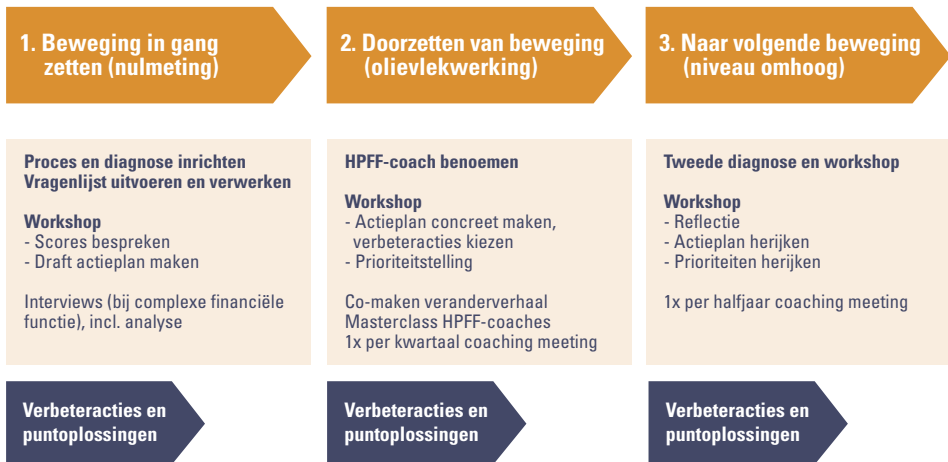 1. Beweging in gang
zetten (nulmeting)
2. Doorzetten van beweging
(olievlekwerking)
3. Naar volgende beweging
(niveau omhoog)
Proces en diagnose inrichten
Vragenlijst uitvoeren en verwerken
Workshop
- Scores bespreken
- Draft actieplan maken
Interviews (bij complexe financiële
functie), incl. analyse
HPFF-coach benoemen
Workshop
- Actieplan concreet maken,
verbeteracties kiezen
- Prioriteitstelling
Co-maken veranderverhaal
Masterclass HPFF-coaches
1x per kwartaal coaching meeting
Tweede diagnose en workshop
Workshop
- Reflectie
- Actieplan herijken
- Prioriteiten herijken
1x per halfjaar coaching meeting
Verbeteracties en
puntoplossingen
Verbeteracties en
puntoplossingen
Verbeteracties en
puntoplossingen